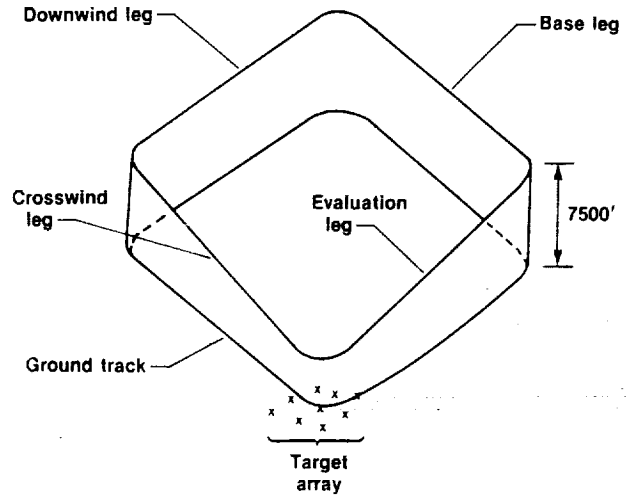 Downwind leg
Base leg
Crosswind
leg
Evaluation
leg
7500'
Ground track
x x x x x x x x x x
Target
array